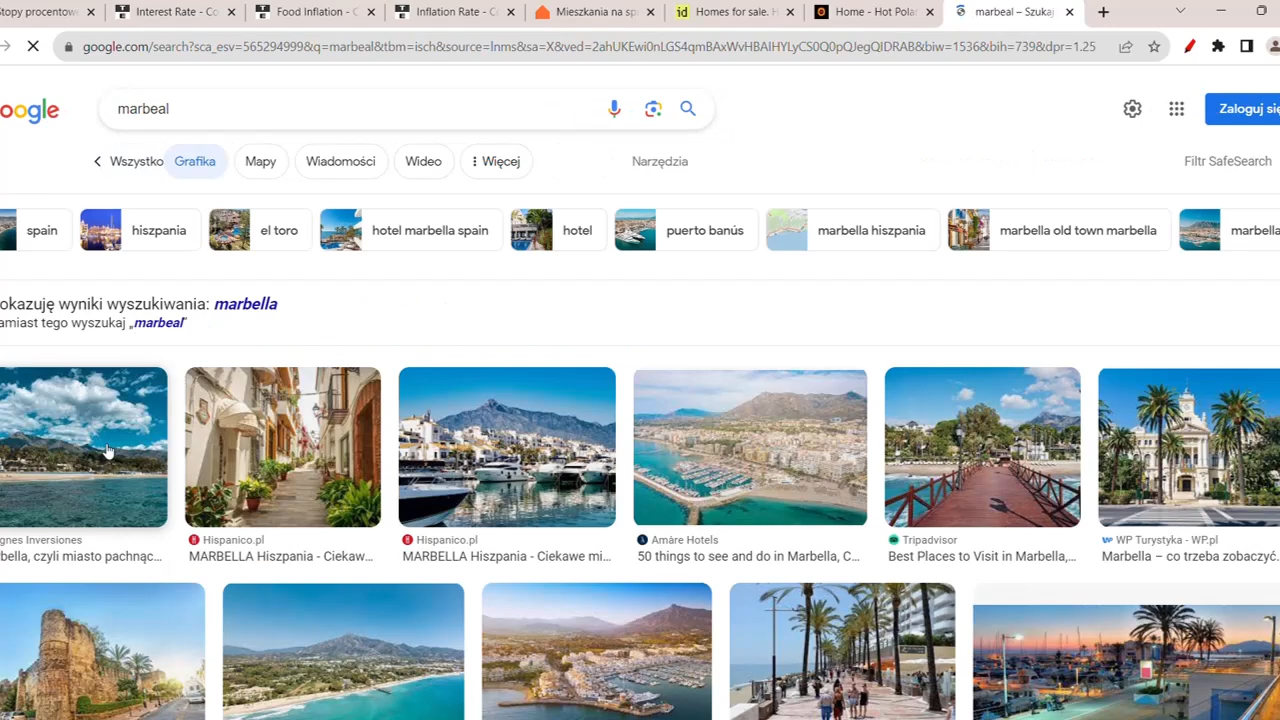 Stopy procentowe
Interest Rate - Co
Food Inflation - C
Inflation Rate - C
Mieszkania na sp
Homes for sale. H
Home - Hot Pola
marbeal – Szukaj
google.com/search?sca_esv=565294999&q=marbeal&tbm=isch&source=lnms&sa=X&ved=2ahUKEwi0nLGS4qmBAxWvHBAIHYLyCS0Q0pQJegQIDRAB&biw=1536&bih=739&dpr=1.25
oogle
marbeal
Zaloguj się
Wszystko
Grafika
Mapy
Wiadomości
Wideo
Więcej
Narzędzia
Filtr SafeSearch
spain
hiszpania
el toro
hotel marbella spain
hotel
puerto banús
marbella hiszpania
marbella old town marbella
marbella
okazuję wyniki wyszukiwania: marbella
amiast tego wyszukaj „marbeal"
gnes Inversiones
Hispanico.pl
Hispanico.pl
Amàre Hotels
Tripadvisor
WP Turystyka - WP.pl
bella, czyli miasto pachnąc...
MARBELLA Hiszpania - Ciekaw...
MARBELLA Hiszpania - Ciekawe mi...
50 things to see and do in Marbella, C...
Best Places to Visit in Marbella,...
Marbella – co trzeba zobaczyć...